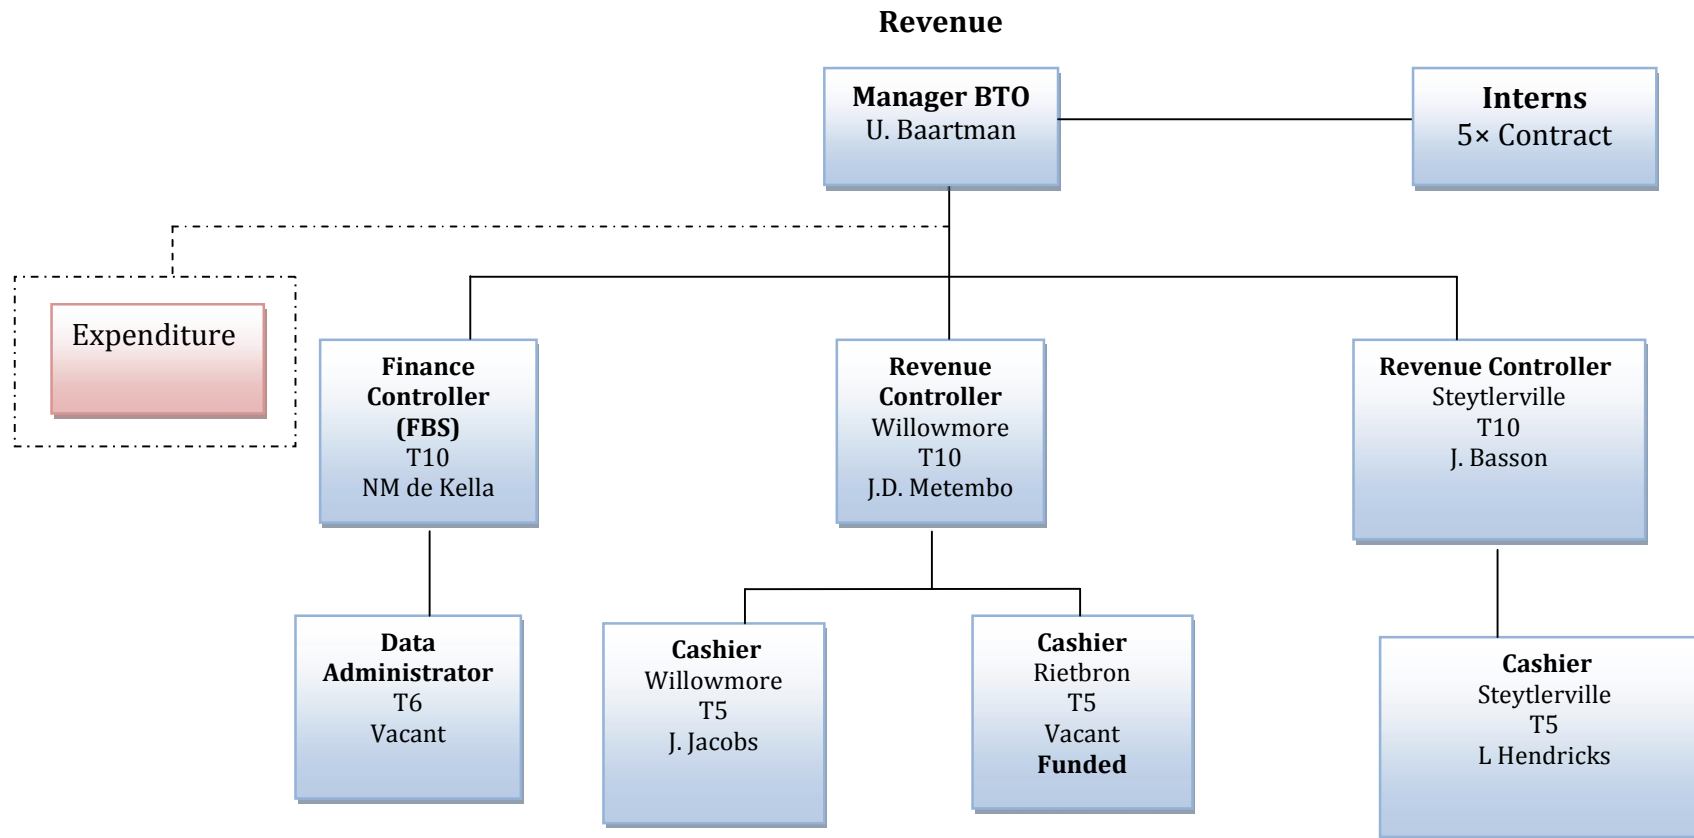 Revenue
Manager BTO
U. Baartman
Interns
5× Contract
Expenditure
Finance
Controller
(FBS)
T10
NM de Kella
Revenue
Controller
Willowmore
T10
J.D. Metembo
Revenue Controller
Steytlerville
T10
J. Basson
Data
Administrator
T6
Vacant
Cashier
Willowmore
T5
J. Jacobs
Cashier
Rietbron
T5
Vacant
Funded
Cashier
Steytlerville
T5
L Hendricks